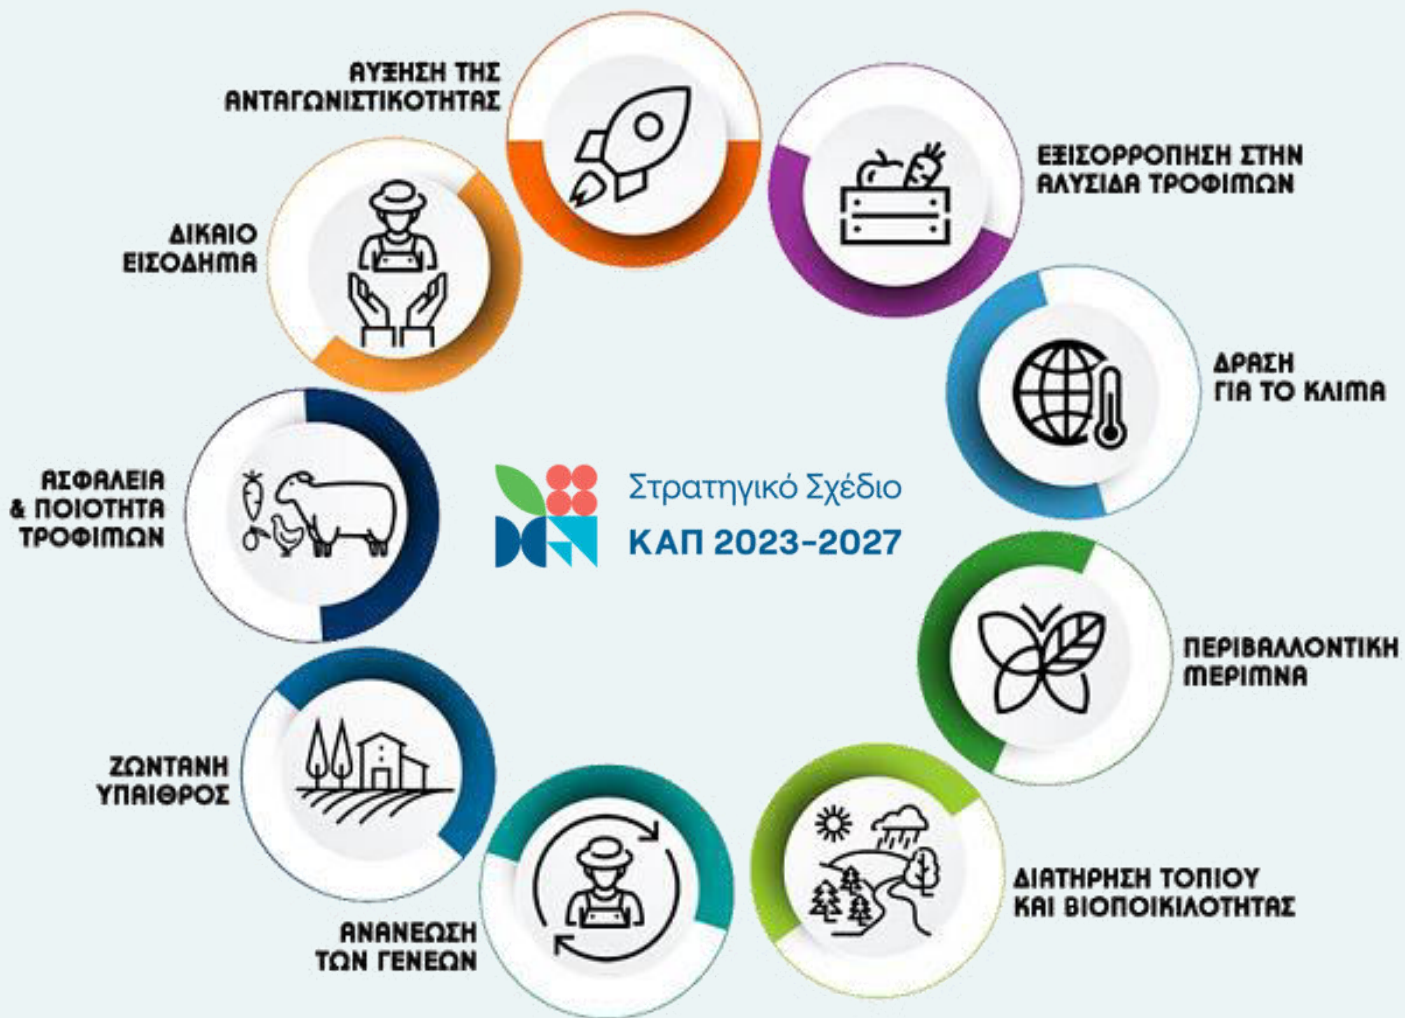 ΑΥΞΗΣΗ ΤΗΣ
ΑΝΤΑΓΩΝΙΣΤΙΚΟΤΗΤΑΣ
ΕΞΙΣΟΡΡΟΠΗΣΗ ΣΤΗΝ
ΑΛΥΣΙΔΑ ΤΡΟΦΙΜΩΝ
ΔΙΚΑΙΟ
ΕΙΣΟΔΗΜΑ
ΔΡΑΣΗ
ΓΙΑ ΤΟ ΚΛΙΜΑ
ΑΣΦΑΛΕΙΑ
& ΠΟΙΟΤΗΤΑ
ΤΡΟΦΙΜΩΝ
Στρατηγικό Σχέδιο
ΚΑΠ 2023-2027
ΠΕΡΙΒΑΛΛΟΝΤΙΚΗ
ΜΕΡΙΜΝΑ
ΖΩΝΤΑΝΗ
ΥΠΑΙΘΡΟΣ
ΔΙΑΤΗΡΗΣΗ ΤΟΠΙΟΥ
ΚΑΙ ΒΙΟΠΟΙΚΙΛΟΤΗΤΑΣ
ΑΝΑΝΕΩΣΗ
ΤΩΝ ΓΕΝΕΩΝ